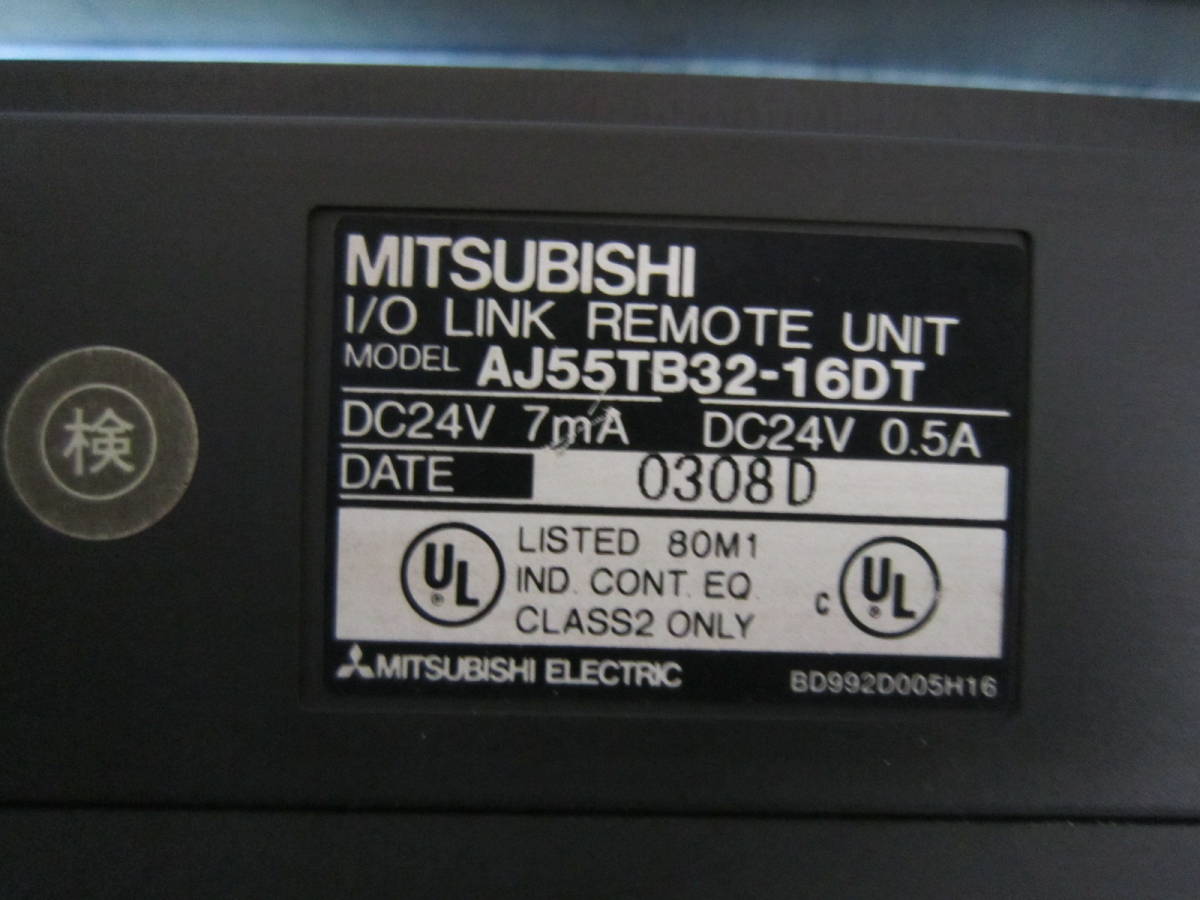 MITSUBISHI
I/O LINK REMOTE UNIT
MODEL AJ55TB32-16DT
DC24V 7mA DC24V 0.5A
DATE 0308D
検
UL LISTED 80M1
IND. CONT. EQ.
CLASS2 ONLY
c UL
MITSUBISHI ELECTRIC BD992D005H16